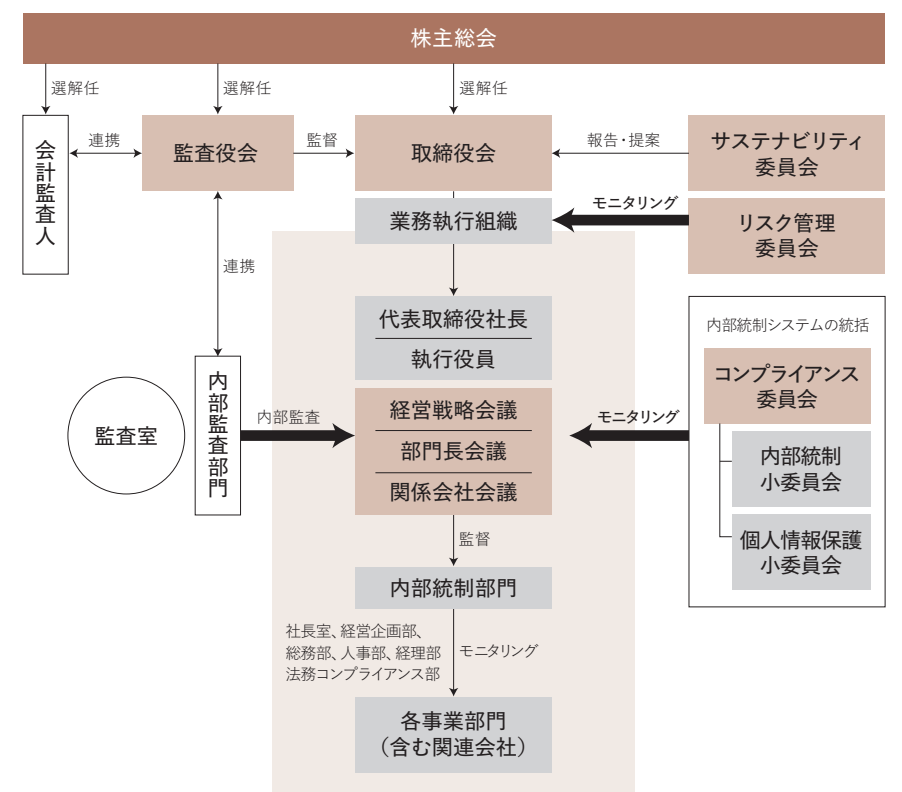 株主総会
選解任
選解任
選解任
会計監査人
連携
監査役会
監督
取締役会
報告・提案
サステナビリティ
委員会
業務執行組織
モニタリング
リスク管理
委員会
連携
代表取締役社長
執行役員
内部統制システムの統括
コンプライアンス
委員会
内部統制
小委員会
個人情報保護
小委員会
監査室
内部監査部門
内部監査
経営戦略会議
部門長会議
関係会社会議
モニタリング
監督
内部統制部門
社長室、経営企画部、
総務部、人事部、経理部
法務コンプライアンス部
モニタリング
各事業部門
（含む関連会社）